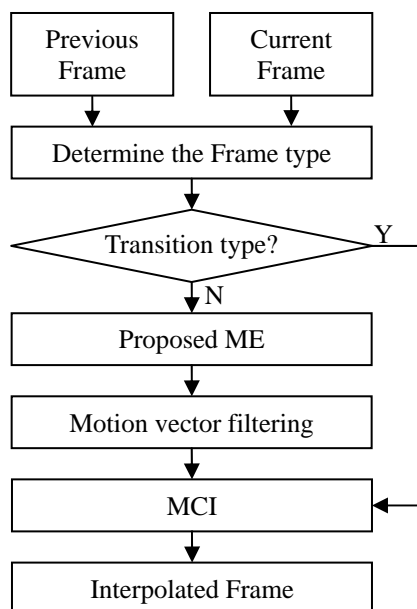 Previous
Frame
Current
Frame
Determine the Frame type
Transition type?
Y
N
Proposed ME
Motion vector filtering
MCI
Interpolated Frame